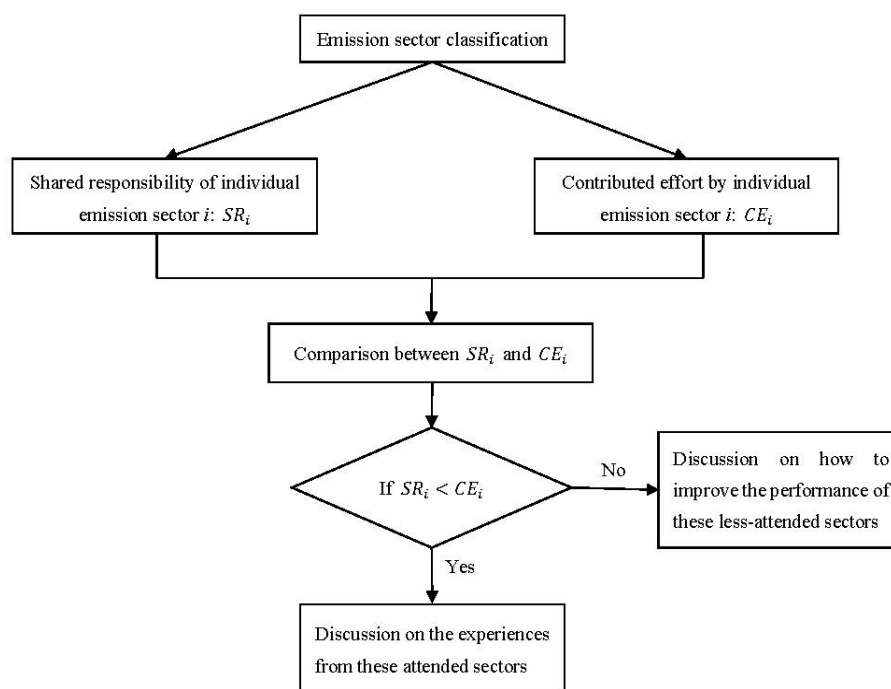 Emission sector classification
Shared responsibility of individual
emission sector i: SR_i
Contributed effort by individual
emission sector i: CE_i
Comparison between SR_i and CE_i
If SR_i < CE_i
No
Discussion on how to
improve the performance of
these less-attended sectors
Yes
Discussion on the experiences
from these attended sectors